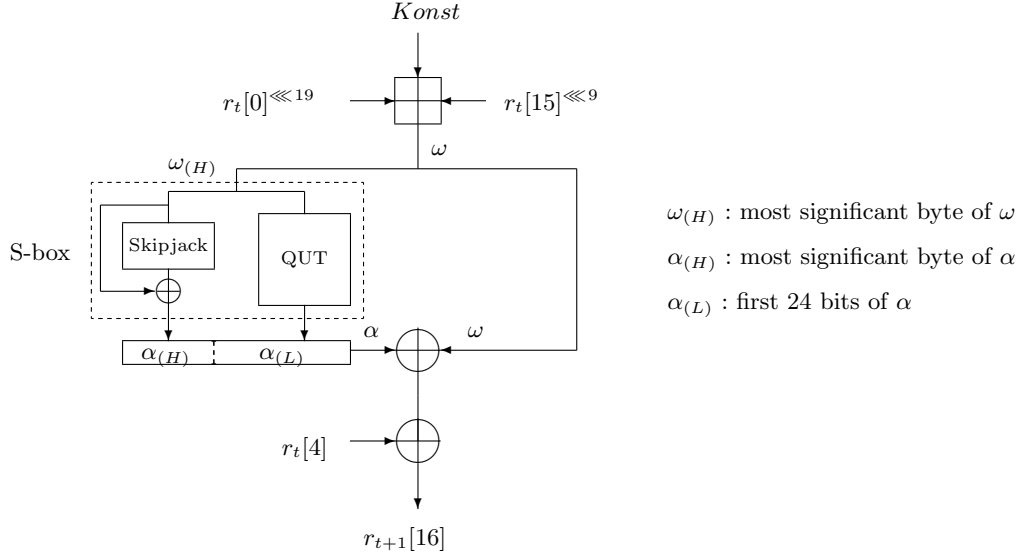 Konst
r_t[0]^{⋘19} r_t[15]^{⋘9}
ω
ω_{(H)}
ω_{(H)} : most significant byte of ω
Skipjack
S-box
QUT
α_{(H)} : most significant byte of α
α_{(L)} : first 24 bits of α
α ω
α_{(H)} α_{(L)}
r_t[4]
r_{t+1}[16]